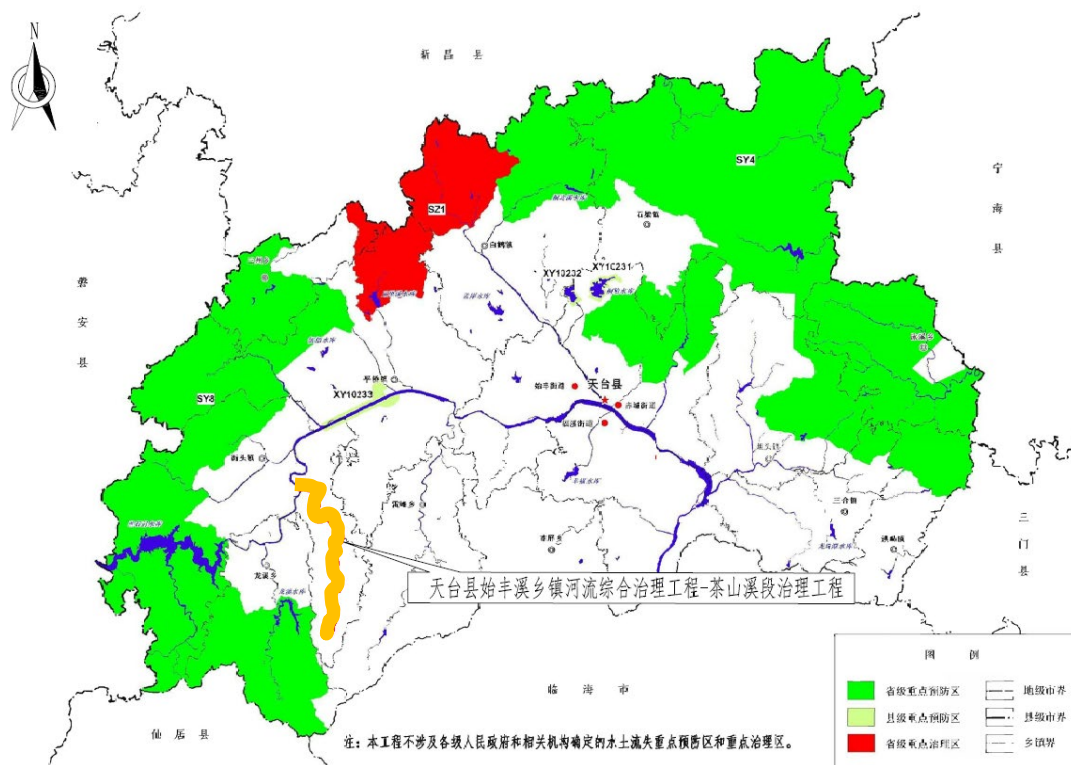 N
新昌县
宁
海
县
SY4
SZ1
石梁镇
白鹤镇
XY10232
XY10231
磐
安
县
平桥镇
SY8
XY10233
始丰街道
天台县
赤城街道
福溪街道
街头镇
坦头镇
三合镇
洪畴镇
三
门
县
雷峰乡
南屏乡
龙溪乡
龙溪水库
天台县始丰溪乡镇河流综合治理工程-茶山溪段治理工程
临海市
仙居县
注：本工程不涉及各级人民政府和相关机构确定的水土流失重点预防区和重点治理区。
图例
省级重点预防区
地级市界
县级重点预防区
县级市界
省级重点治理区
乡镇界